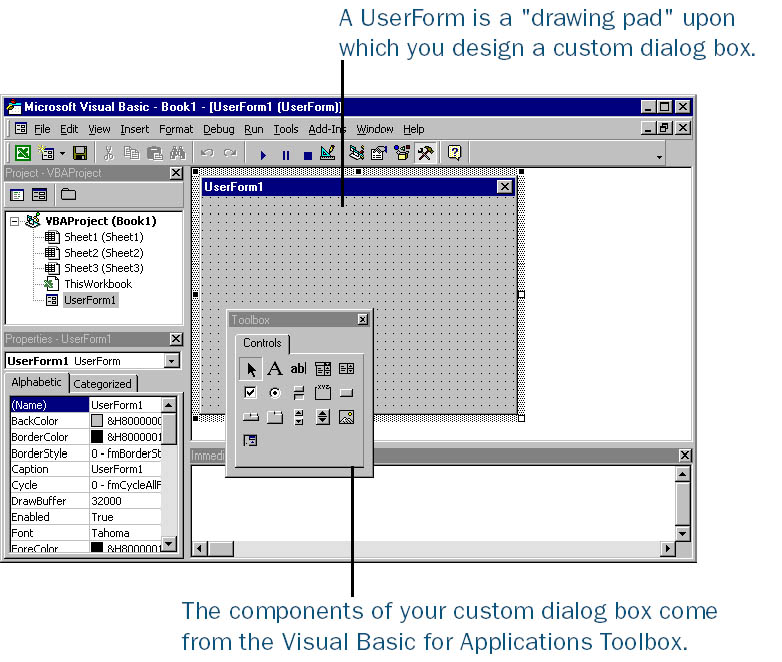 A UserForm is a "drawing pad" upon
which you design a custom dialog box.
Microsoft Visual Basic - Book1 - [UserForm1 (UserForm)]
File Edit View Insert Format Debug Run Tools Add-Ins Window Help
Project - VBAProject
VBAProject (Book1)
Sheet1 (Sheet1)
Sheet2 (Sheet2)
Sheet3 (Sheet3)
ThisWorkbook
UserForm1
Properties - UserForm1
UserForm1 UserForm
Alphabetic Categorized
(Name) UserForm1
BackColor &H8000000
BorderColor &H8000001
BorderStyle 0 - fmBorderSt
Caption UserForm1
Cycle 0 - fmCycleAllF
DrawBuffer 32000
Enabled True
Font Tahoma
ForeColor &H8000001
UserForm1
Toolbox
Controls
A ab
XYZ
Immedi
The components of your custom dialog box come
from the Visual Basic for Applications Toolbox.